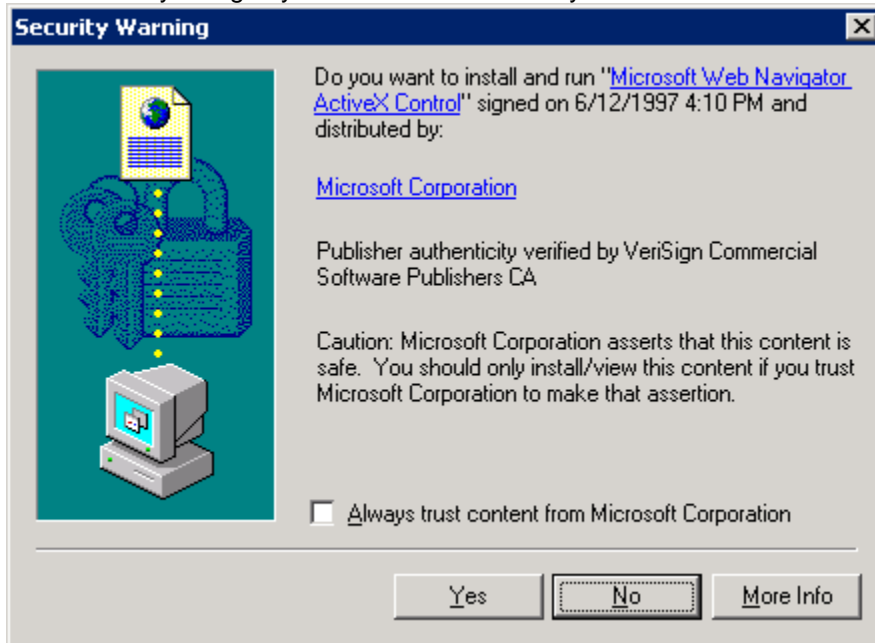 Security Warning
Do you want to install and run "Microsoft Web Navigator
ActiveX Control" signed on 6/12/1997 4:10 PM and
distributed by:
Microsoft Corporation
Publisher authenticity verified by VeriSign Commercial
Software Publishers CA
Caution: Microsoft Corporation asserts that this content is
safe.  You should only install/view this content if you trust
Microsoft Corporation to make that assertion.
Always trust content from Microsoft Corporation
Yes No More Info